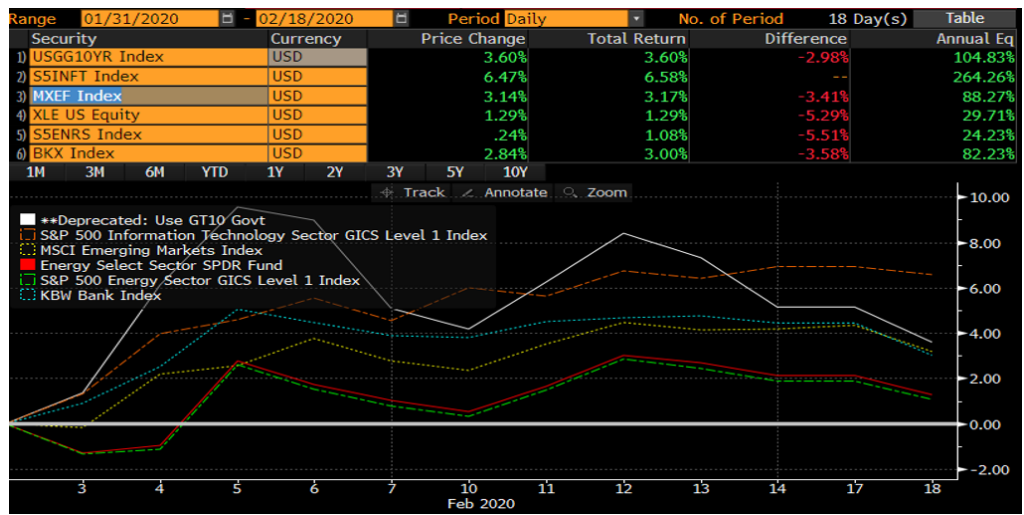 Range 01/31/2020 - 02/18/2020 Period Daily No. of Period 18 Day(s) Table
Security Currency Price Change Total Return Difference Annual Eq
1) USGG10YR Index USD 3.60% 3.60% -2.98% 104.83%
2) S5INFT Index USD 6.47% 6.58% -- 264.26%
3) MXEF Index USD 3.14% 3.17% -3.41% 88.27%
4) XLE US Equity USD 1.29% 1.29% -5.29% 29.71%
5) S5ENRS Index USD .24% 1.08% -5.51% 24.23%
6) BKX Index USD 2.84% 3.00% -3.58% 82.23%
1M 3M 6M YTD 1Y 2Y 3Y 5Y 10Y
Track Annotate Zoom
**Deprecated: Use GT10 Govt
S&P 500 Information Technology Sector GICS Level 1 Index
MSCI Emerging Markets Index
Energy Select Sector SPDR Fund
S&P 500 Energy Sector GICS Level 1 Index
KBW Bank Index
10.00
8.00
6.00
4.00
2.00
0.00
-2.00
3 4 5 6 7 10 11 12 13 14 17 18
Feb 2020